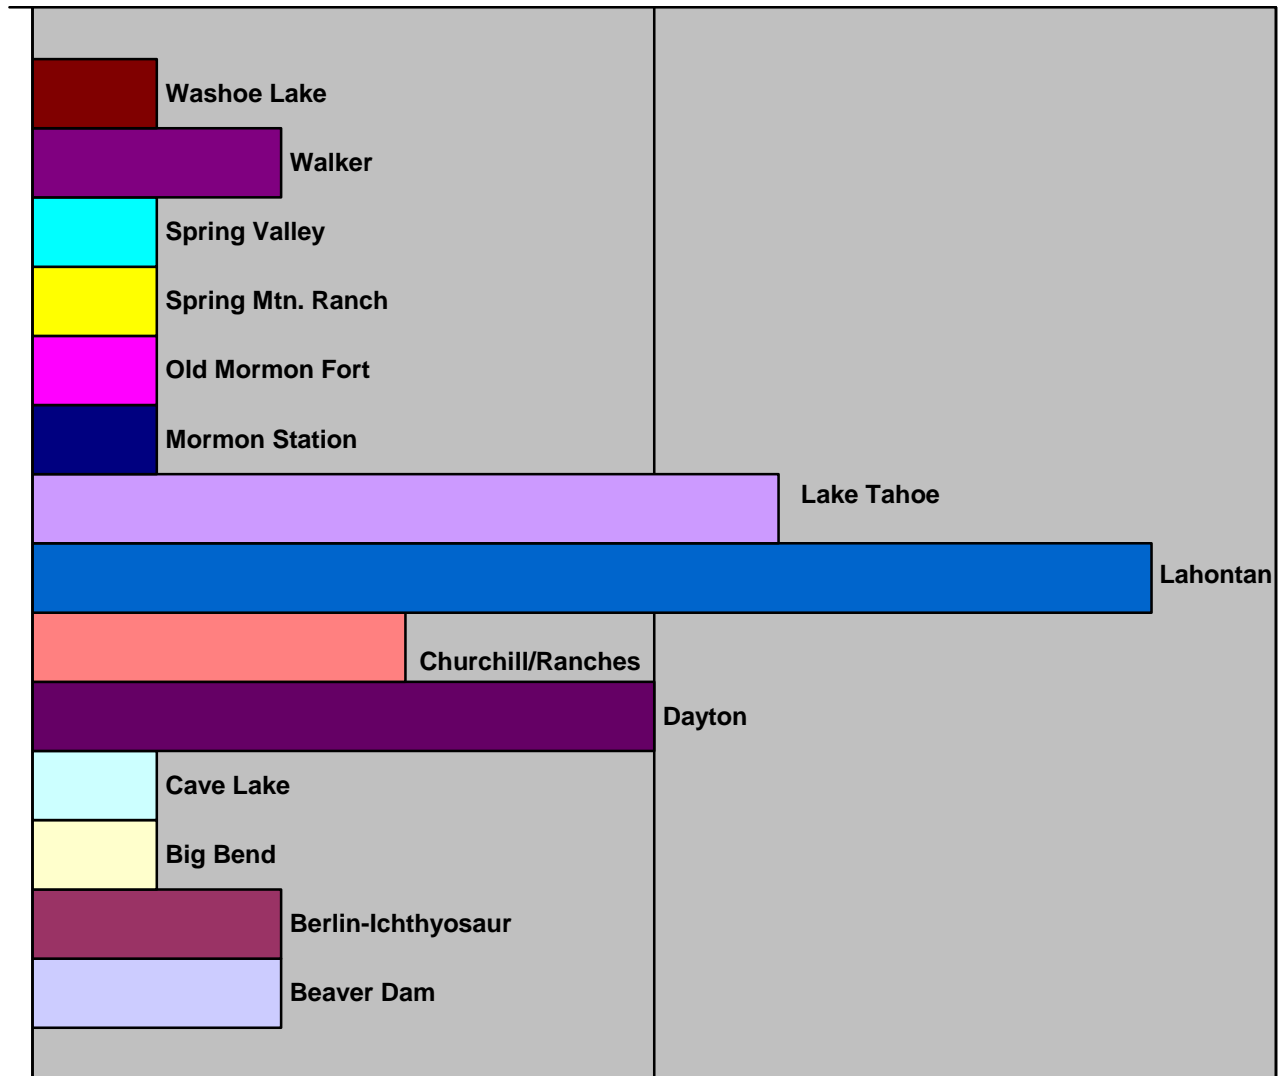 Washoe Lake
Walker
Spring Valley
Spring Mtn. Ranch
Old Mormon Fort
Mormon Station
Lake Tahoe
Lahontan
Churchill/Ranches
Dayton
Cave Lake
Big Bend
Berlin-Ichthyosaur
Beaver Dam